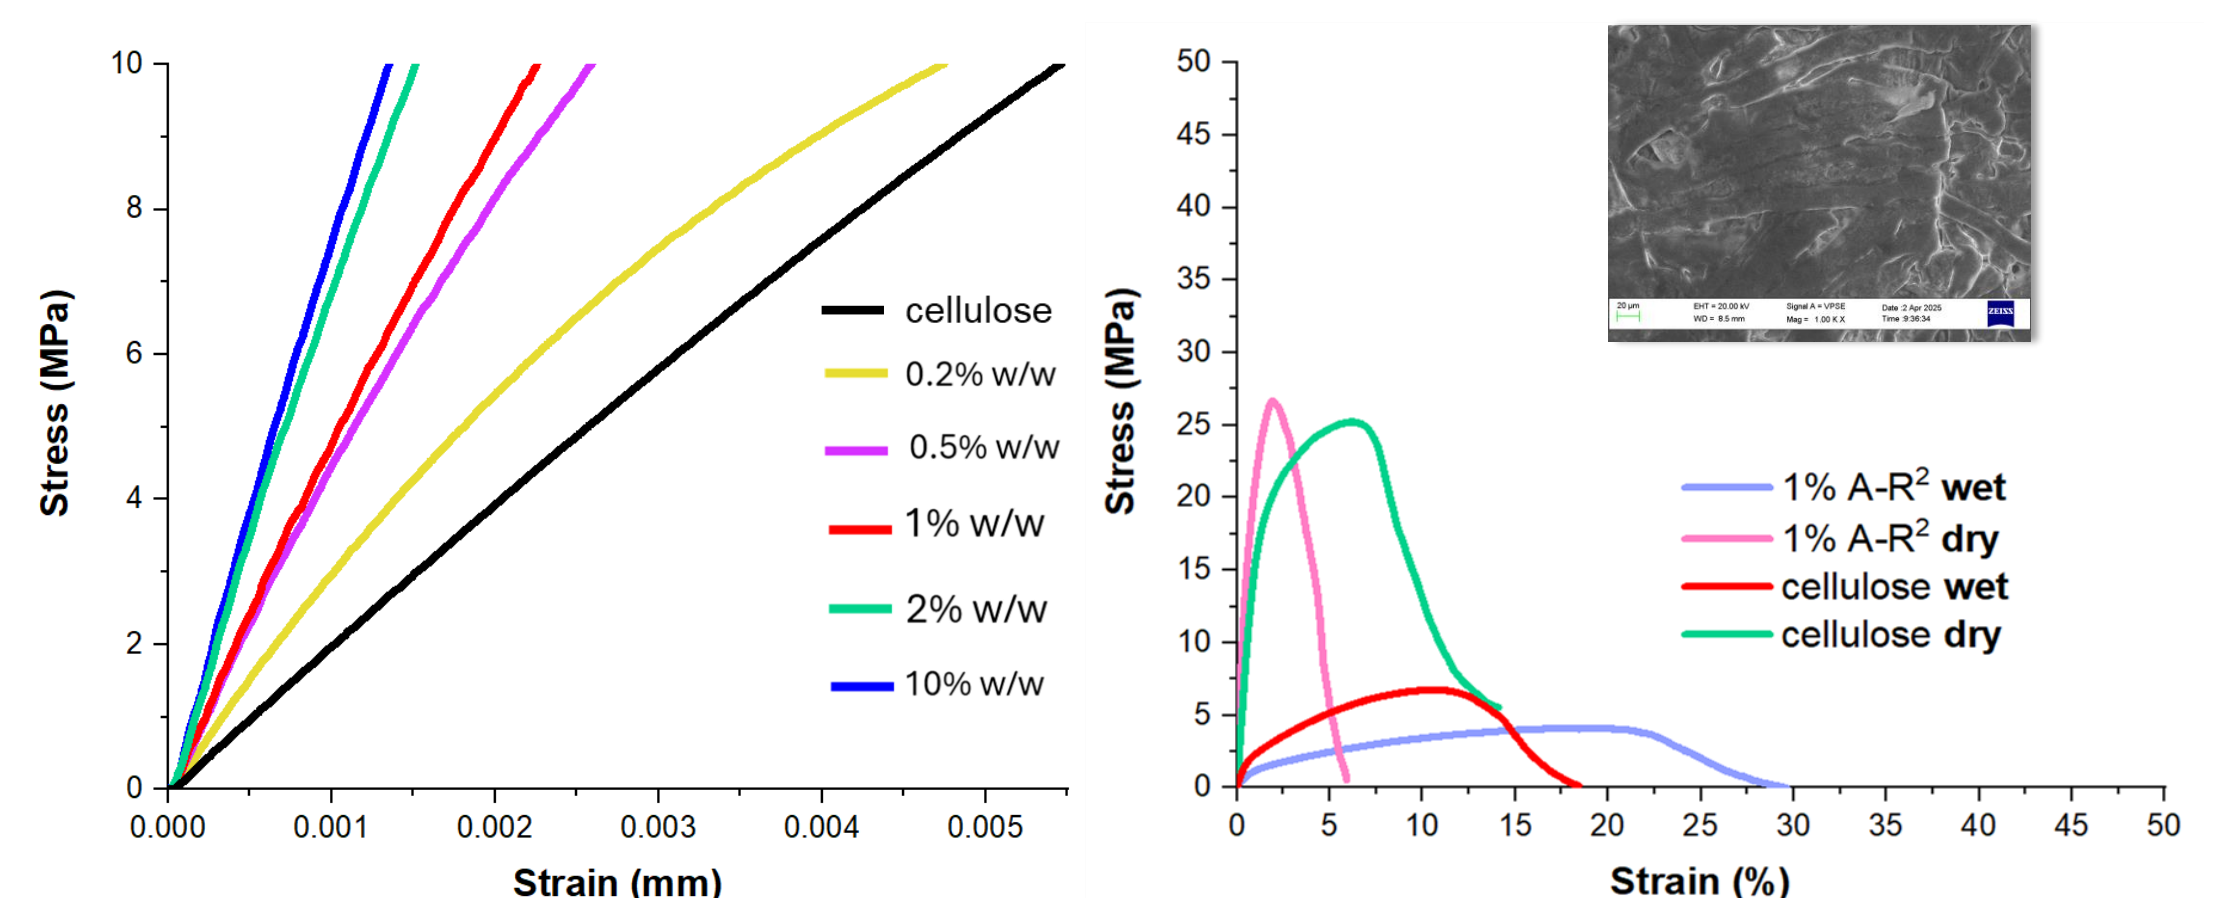 10
8
6
4
2
0
Stress (MPa)
0.000 0.001 0.002 0.003 0.004 0.005
Strain (mm)
cellulose
0.2% w/w
0.5% w/w
1% w/w
2% w/w
10% w/w
50
45
40
35
30
25
20
15
10
5
0
Stress (MPa)
0 5 10 15 20 25 30 35 40 45 50
Strain (%)
1% A-R² wet
1% A-R² dry
cellulose wet
cellulose dry
20 µm EHT = 20.00 kV Signal A = VPSE Date :2 Apr 2025
WD = 8.5 mm Mag = 1.00 K X Time :9:36:34
ZEISS